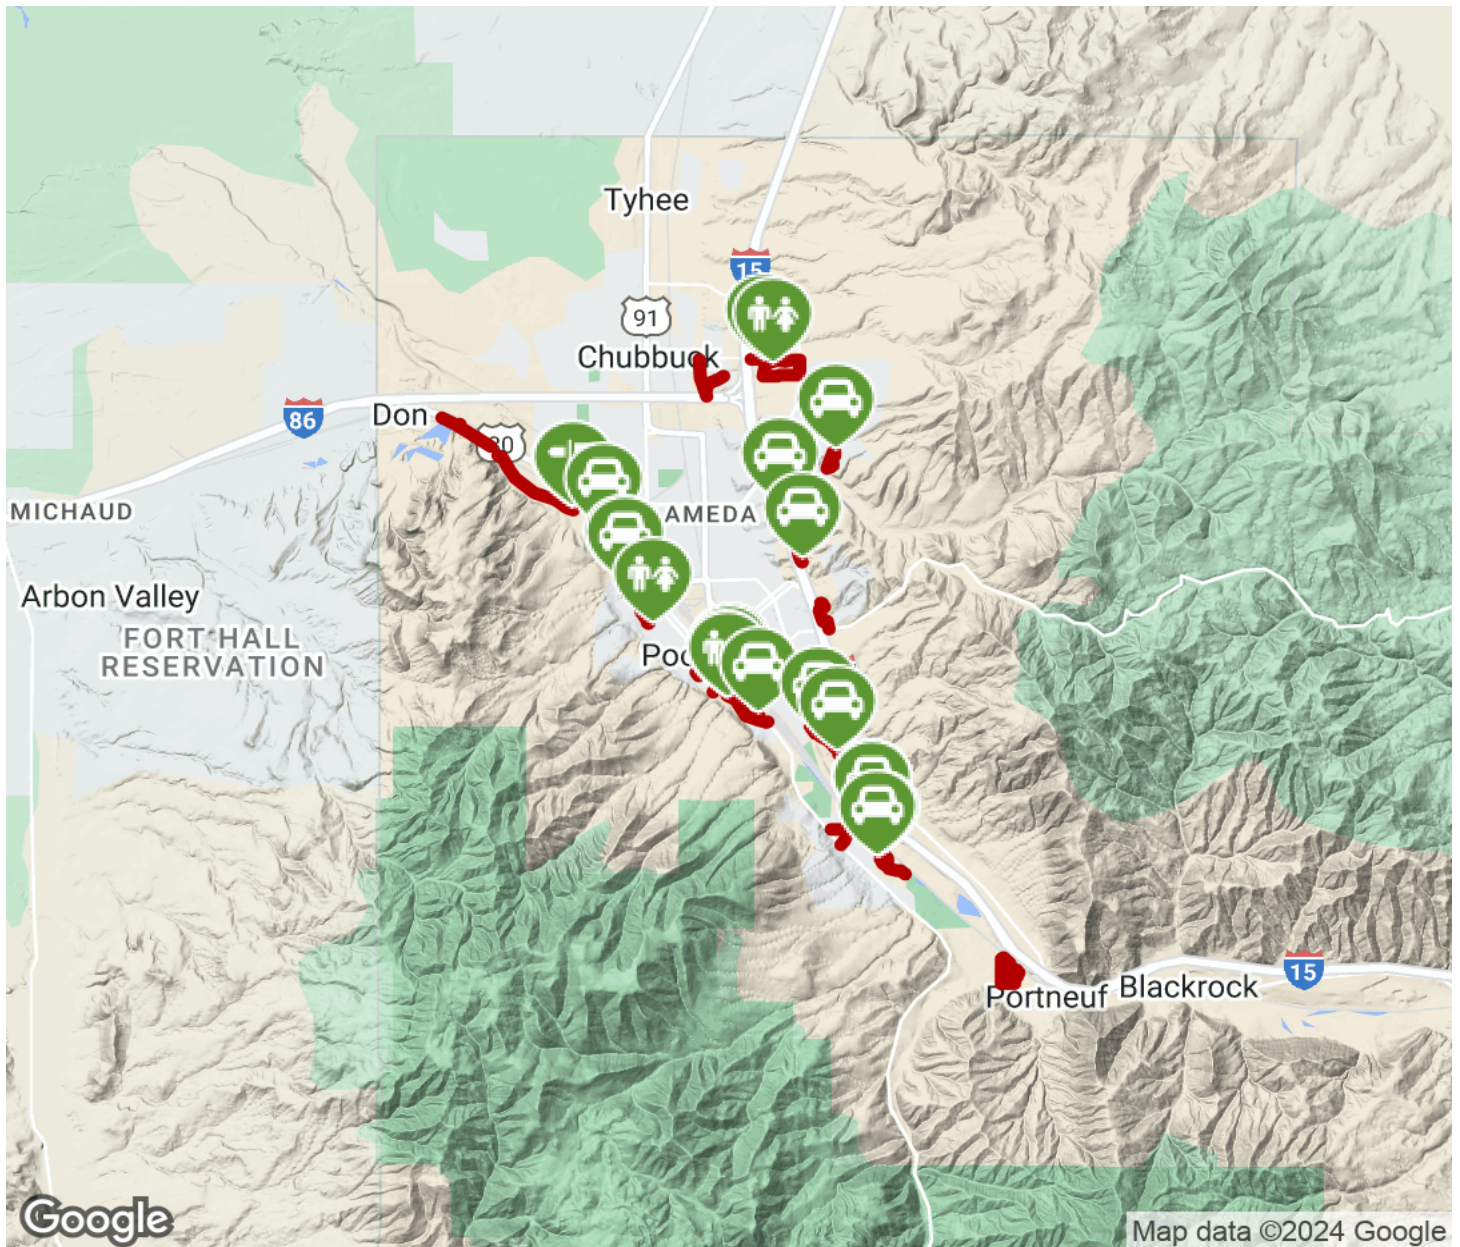 Tyhee
15
91
Chubbuck
86
Don
MICHAUD
AMEDA
Arbon Valley
FORT HALL
RESERVATION
Poc
15
Portneuf
Blackrock
Google
Map data ©2024 Google